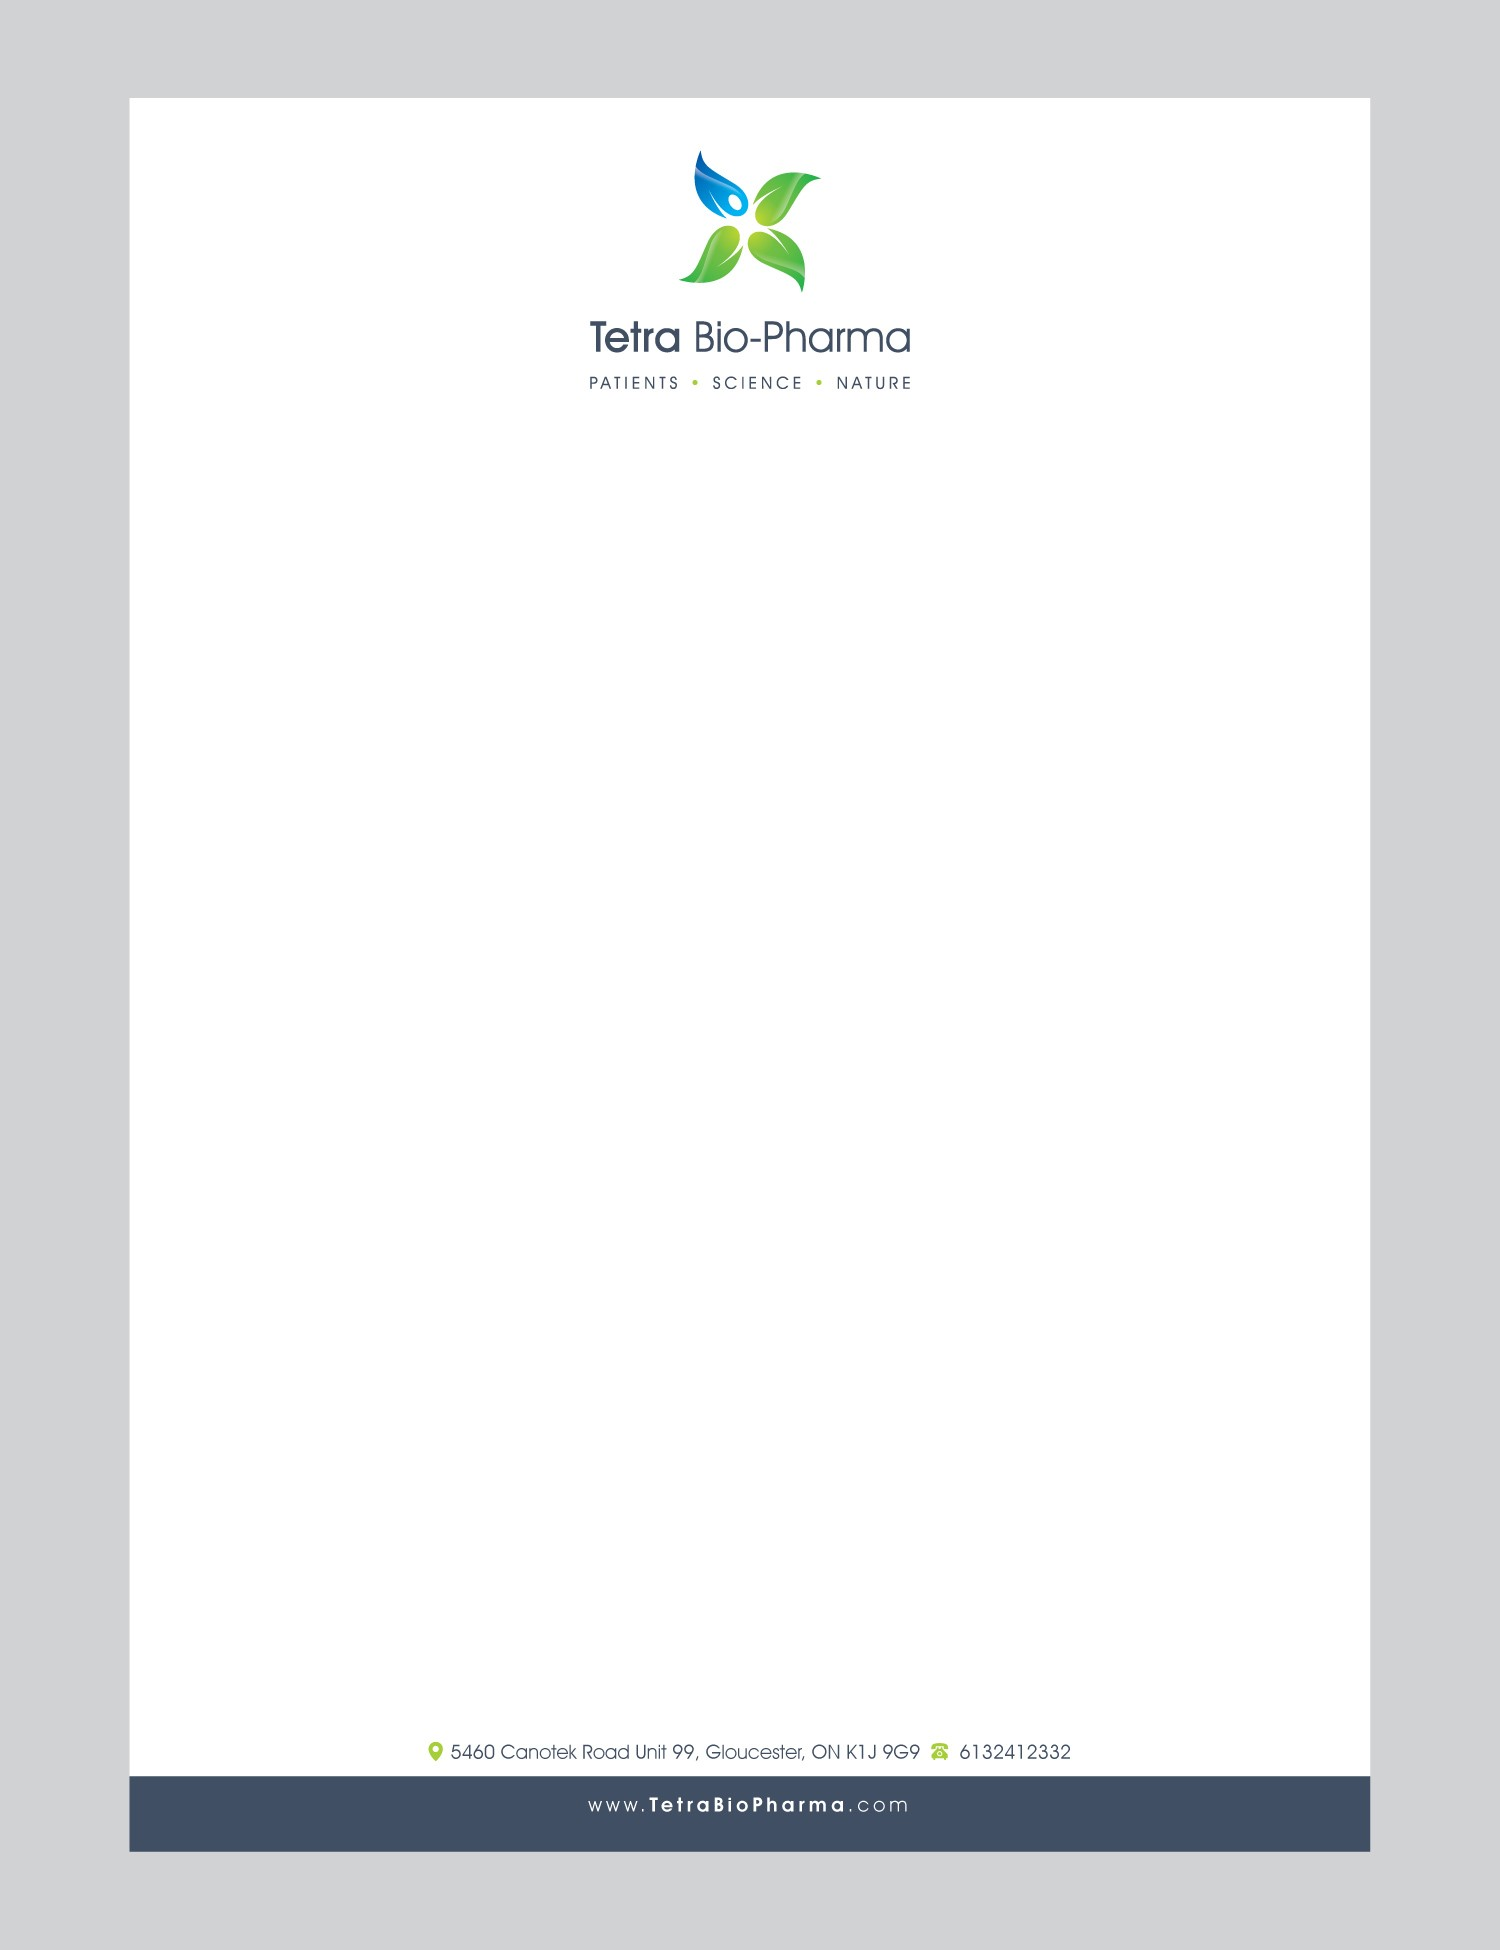 Tetra Bio-Pharma
PATIENTS • SCIENCE • NATURE
5460 Canotek Road Unit 99, Gloucester, ON K1J 9G9 6132412332
www.TetraBioPharma.com